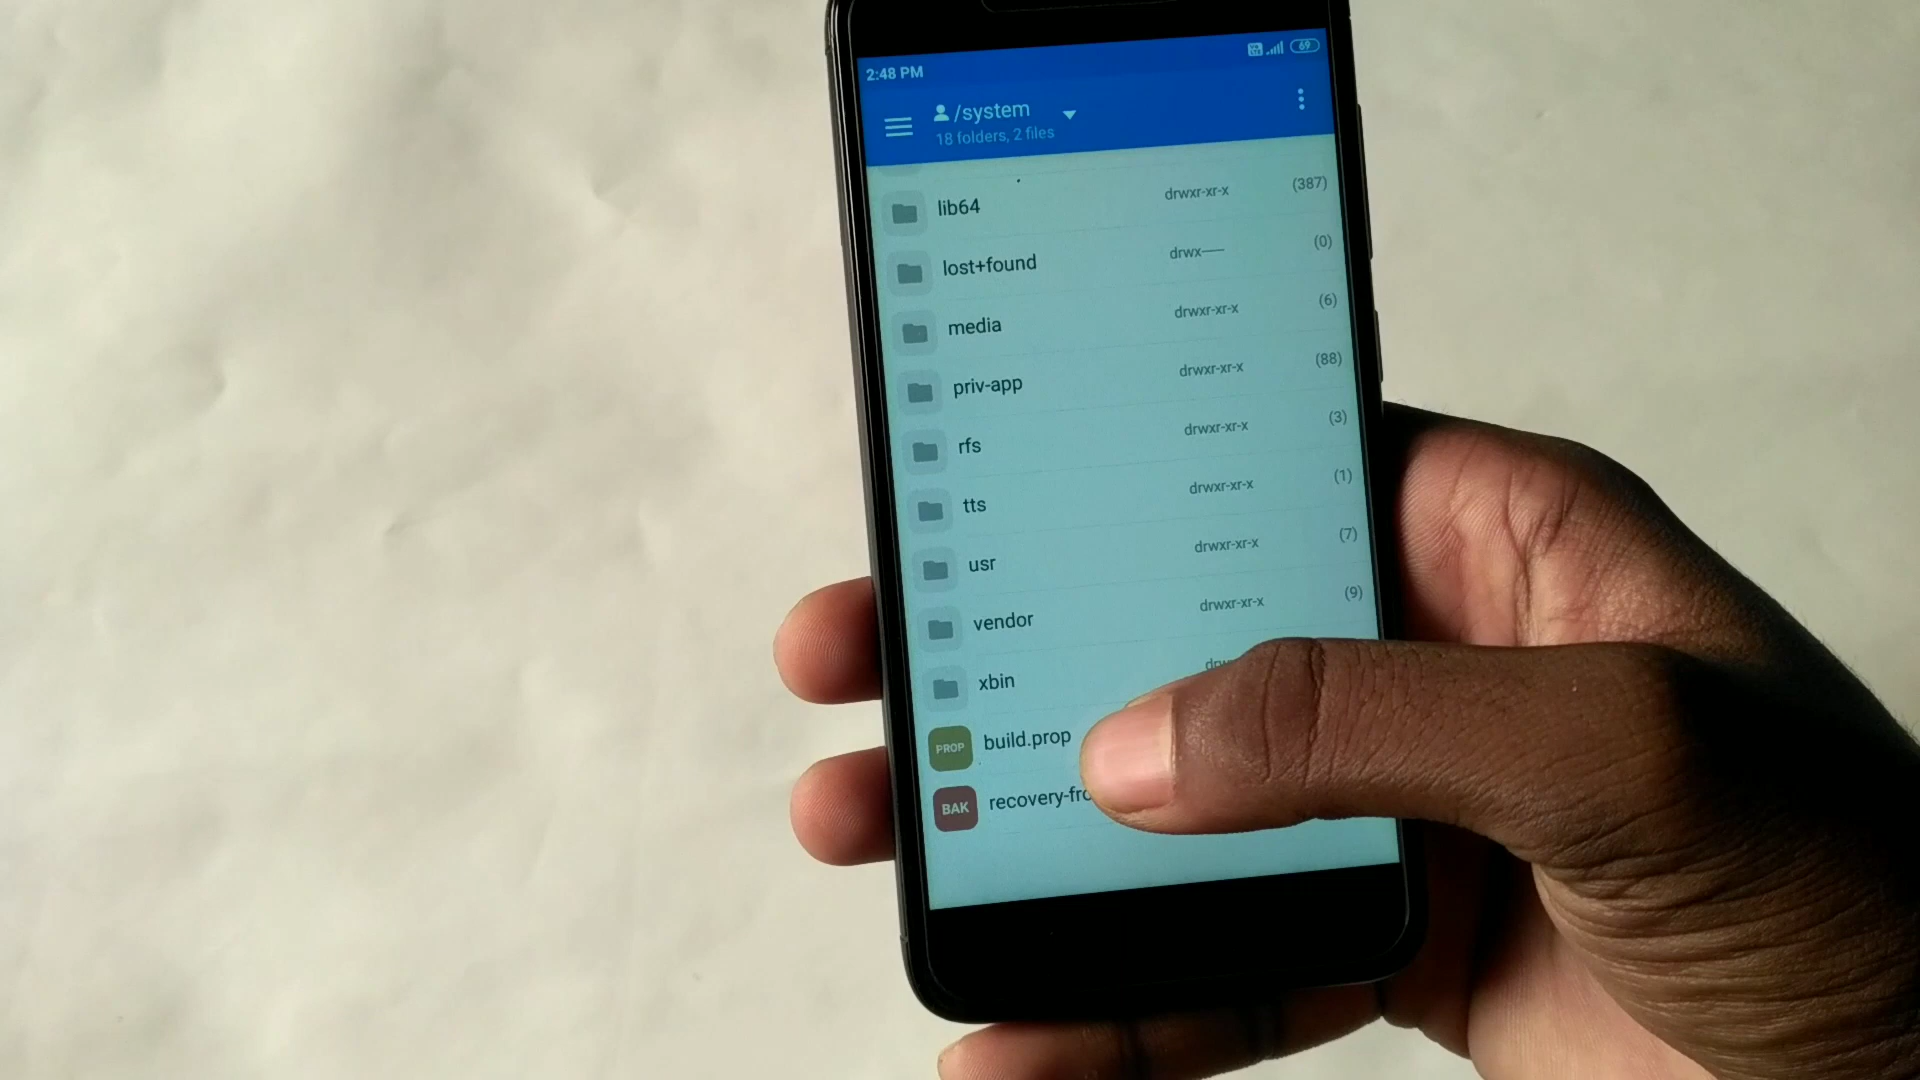 2:48 PM 69
/system
18 folders, 2 files
lib64 drwxr-xr-x (387)
lost+found drwx------ (0)
media drwxr-xr-x (6)
priv-app drwxr-xr-x (88)
rfs drwxr-xr-x (3)
tts drwxr-xr-x (1)
usr drwxr-xr-x (7)
vendor drwxr-xr-x (9)
xbin
PROP build.prop
BAK